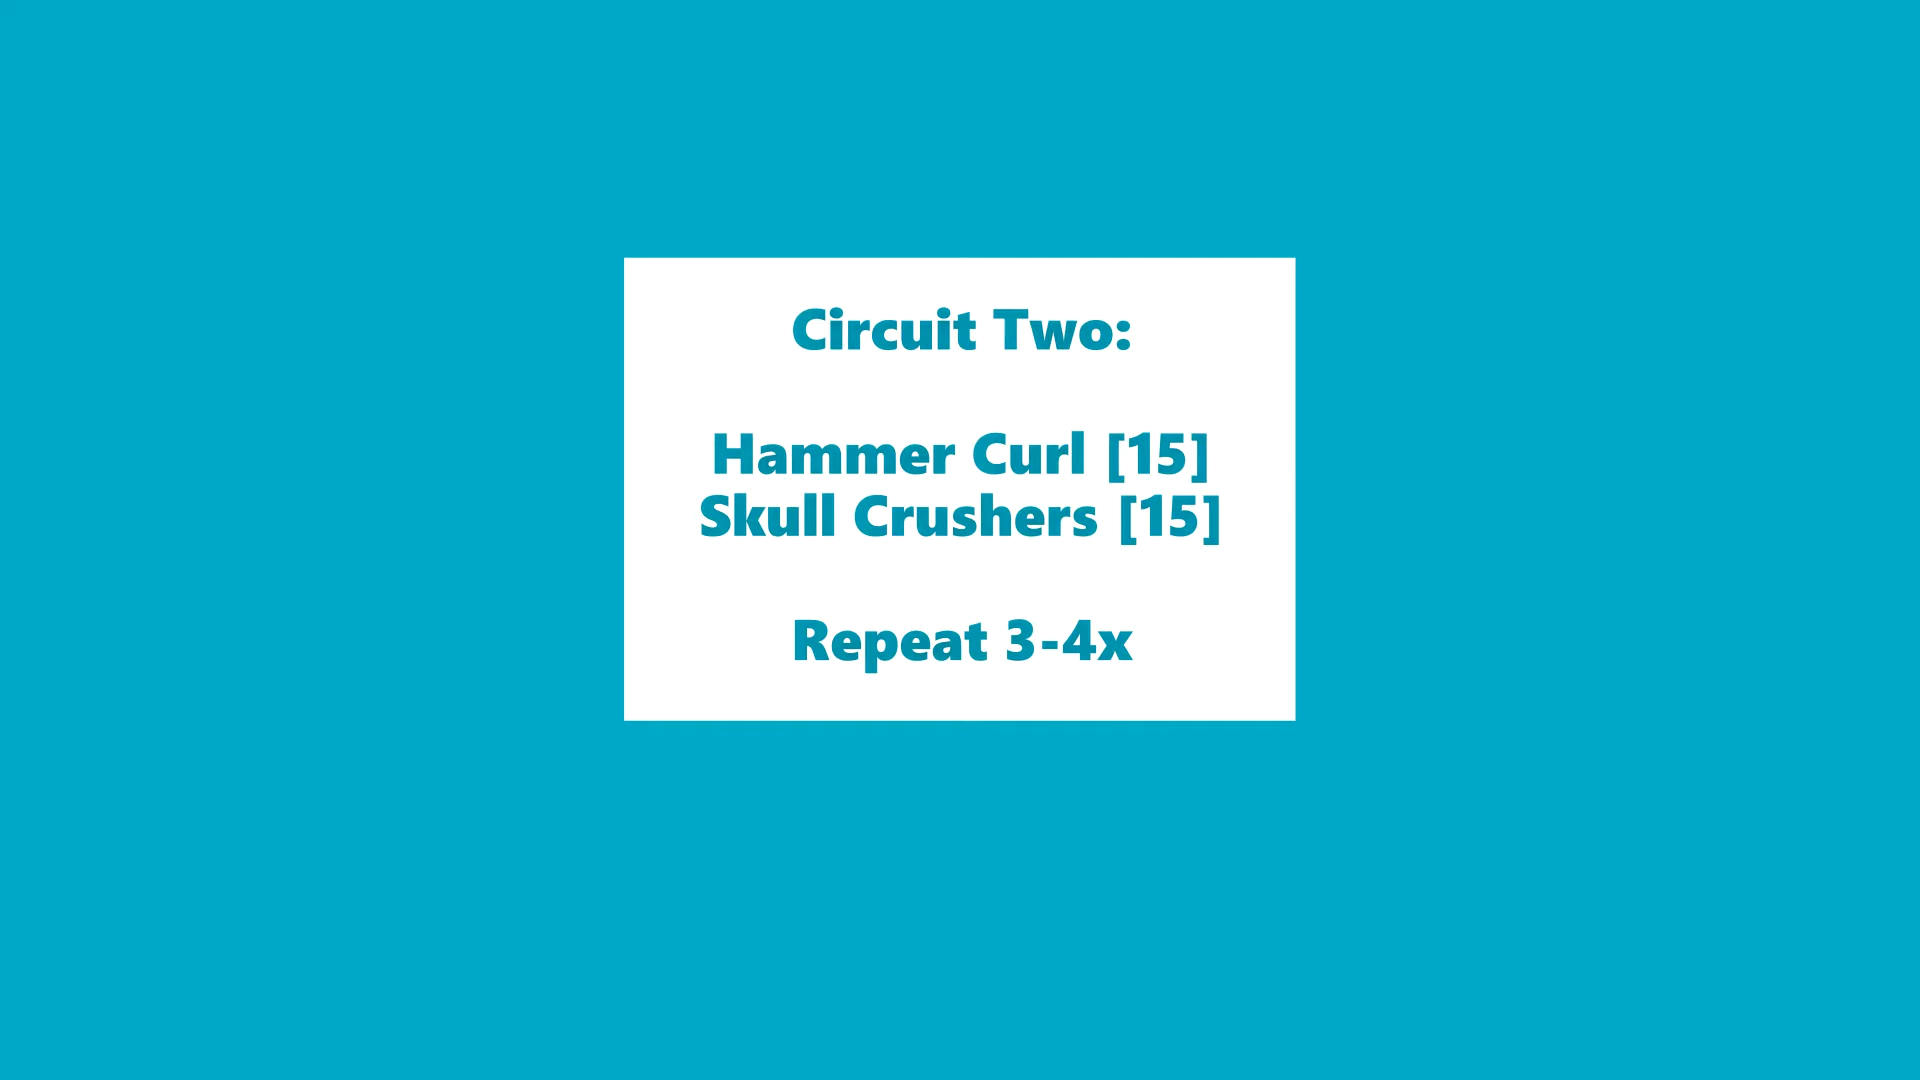 Circuit Two:
Hammer Curl [15]
Skull Crushers [15]
Repeat 3-4x